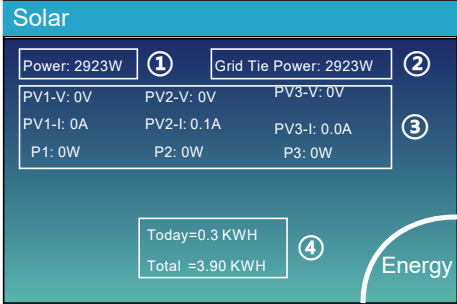 Solar
Power: 2923W ① Grid Tie Power: 2923W ②
PV1-V: 0V PV2-V: 0V PV3-V: 0V
PV1-I: 0A PV2-I: 0.1A PV3-I: 0.0A ③
P1: 0W P2: 0W P3: 0W
Today=0.3 KWH
④
Total =3.90 KWH
Energy